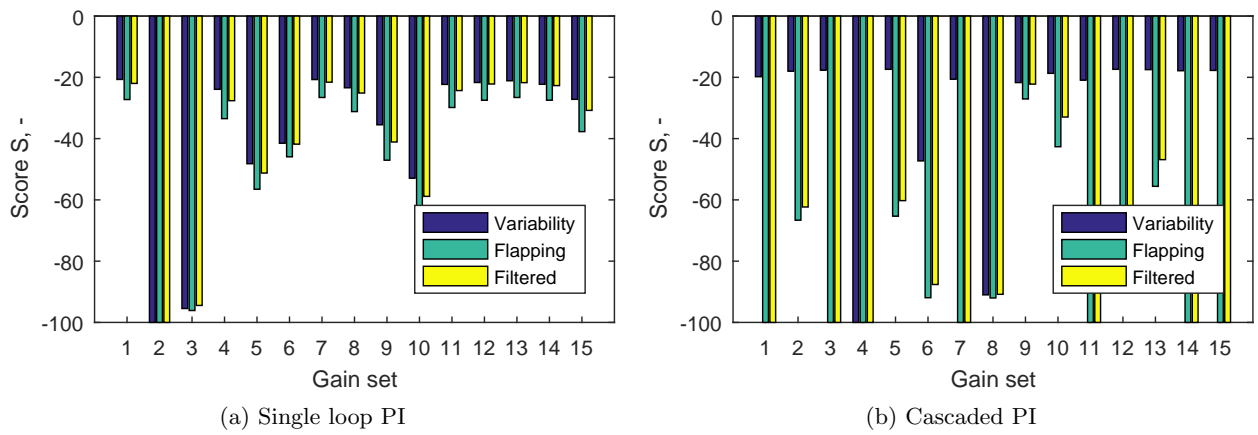 0
-20
-40
-60
-80
-100
Score S, -
1 2 3 4 5 6 7 8 9 10 11 12 13 14 15
Gain set
Variability
Flapping
Filtered
(a) Single loop PI
0
-20
-40
-60
-80
-100
Score S, -
1 2 3 4 5 6 7 8 9 10 11 12 13 14 15
Gain set
Variability
Flapping
Filtered
(b) Cascaded PI